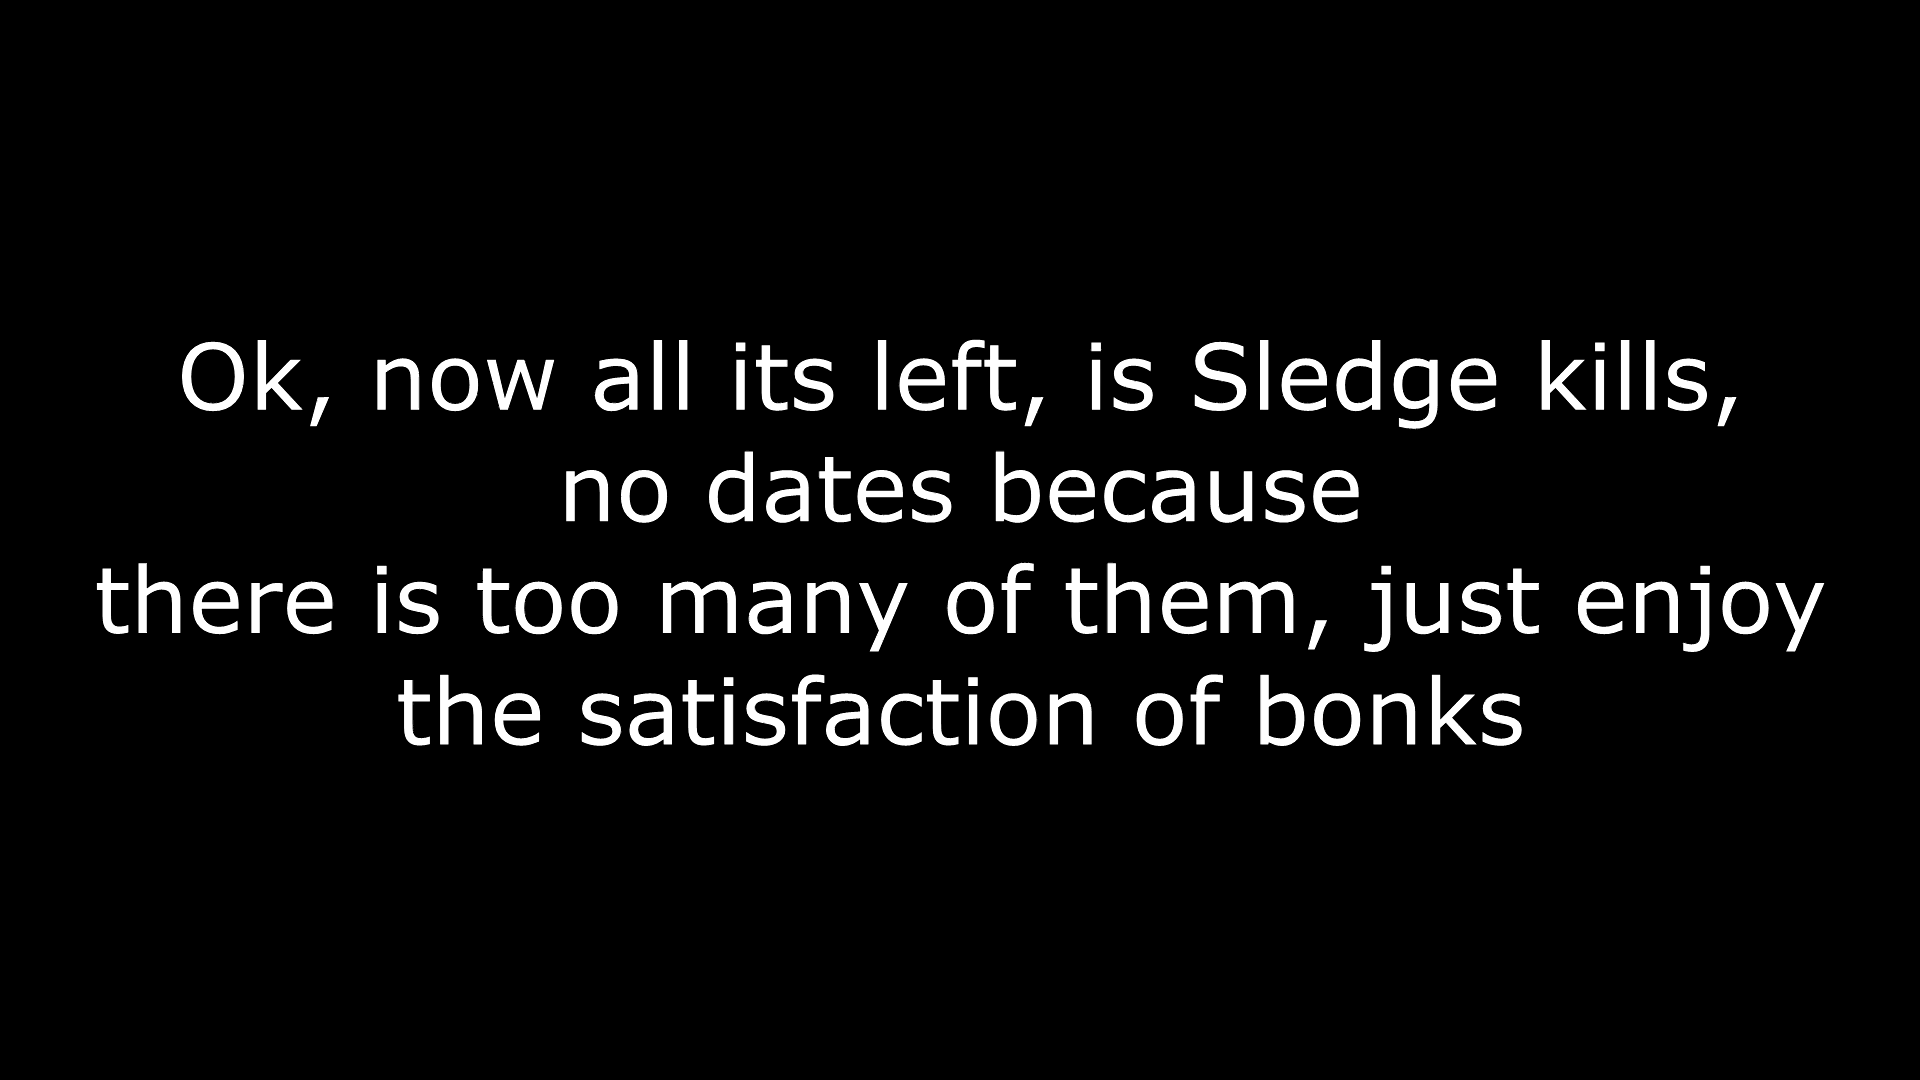 Ok, now all its left, is Sledge kills,
no dates because
there is too many of them, just enjoy
the satisfaction of bonks